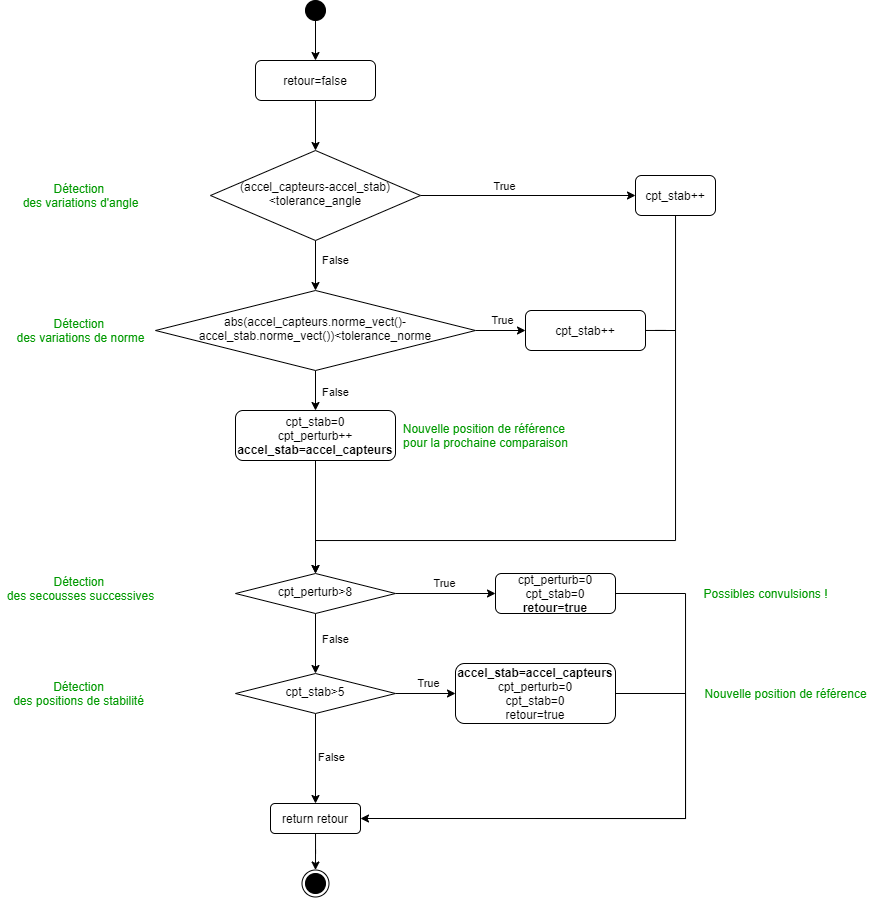 retour=false
(accel_capteurs-accel_stab)
<tolerance_angle
True
cpt_stab++
Détection
des variations d'angle
False
abs(accel_capteurs.norme_vect()-
accel_stab.norme_vect())<tolerance_norme
True
cpt_stab++
Détection
des variations de norme
False
cpt_stab=0
cpt_perturb++
accel_stab=accel_capteurs
Nouvelle position de référence
pour la prochaine comparaison
Détection
des secousses successives
cpt_perturb>8
True
cpt_perturb=0
cpt_stab=0
retour=true
Possibles convulsions !
False
Détection
des positions de stabilité
cpt_stab>5
True
accel_stab=accel_capteurs
cpt_perturb=0
cpt_stab=0
retour=true
Nouvelle position de référence
False
return retour